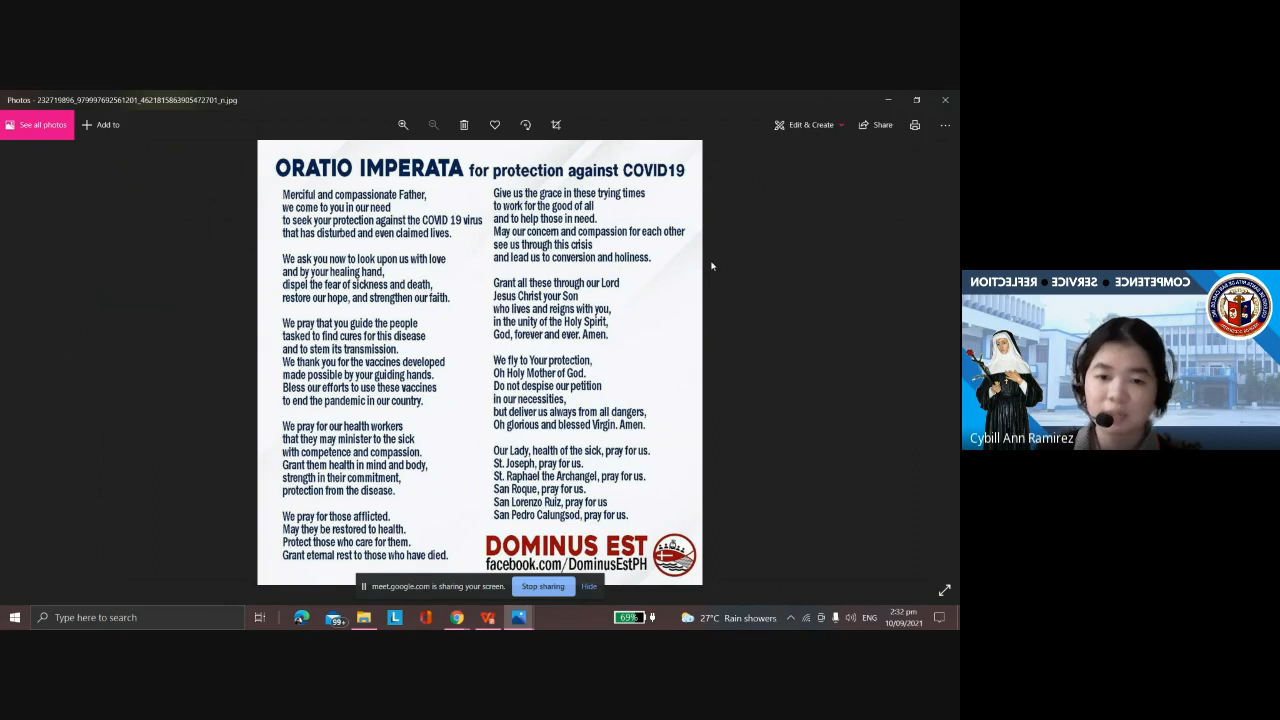 Photos - 232719896_979997692561201_4621815863905472701_n.jpg
See all photos
Add to
Edit & Create
Share
ORATIO IMPERATA for protection against COVID19
Merciful and compassionate Father,
we come to you in our need
to seek your protection against the COVID 19 virus
that has disturbed and even claimed lives.
We ask you now to look upon us with love
and by your healing hand,
dispel the fear of sickness and death,
restore our hope, and strengthen our faith.
We pray that you guide the people
tasked to find cures for this disease
and to stem its transmission.
We thank you for the vaccines developed
made possible by your guiding hands.
Bless our efforts to use these vaccines
to end the pandemic in our country.
We pray for our health workers
that they may minister to the sick
with competence and compassion.
Grant them health in mind and body,
strength in their commitment,
protection from the disease.
We pray for those afflicted.
May they be restored to health.
Protect those who care for them.
Grant eternal rest to those who have died.
Give us the grace in these trying times
to work for the good of all
and to help those in need.
May our concern and compassion for each other
see us through this crisis
and lead us to conversion and holiness.
Grant all these through our Lord
Jesus Christ your Son
who lives and reigns with you,
in the unity of the Holy Spirit,
God, forever and ever. Amen.
We fly to Your protection,
Oh Holy Mother of God.
Do not despise our petition
in our necessities,
but deliver us always from all dangers,
Oh glorious and blessed Virgin. Amen.
Our Lady, health of the sick, pray for us.
St. Joseph, pray for us.
St. Raphael the Archangel, pray for us.
San Roque, pray for us.
San Lorenzo Ruiz, pray for us
San Pedro Calungsod, pray for us.
DOMINUS EST
facebook.com/DominusEstPH
meet.google.com is sharing your screen.
Stop sharing
Hide
Type here to search
99+
69%
27°C Rain showers
ENG
2:32 pm
10/09/2021
COMPETENCE ● SERVICE ● REFLECTION
Cybill Ann Ramirez